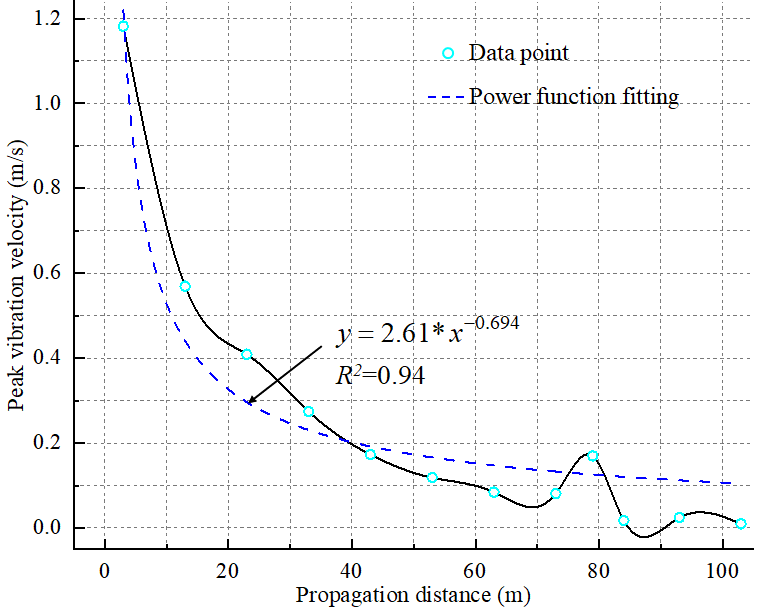 1.2
1.0
0.8
0.6
0.4
0.2
0.0
Peak vibration velocity (m/s)
Data point
Power function fitting
y = 2.61* x^−0.694
R²=0.94
0 20 40 60 80 100
Propagation distance (m)